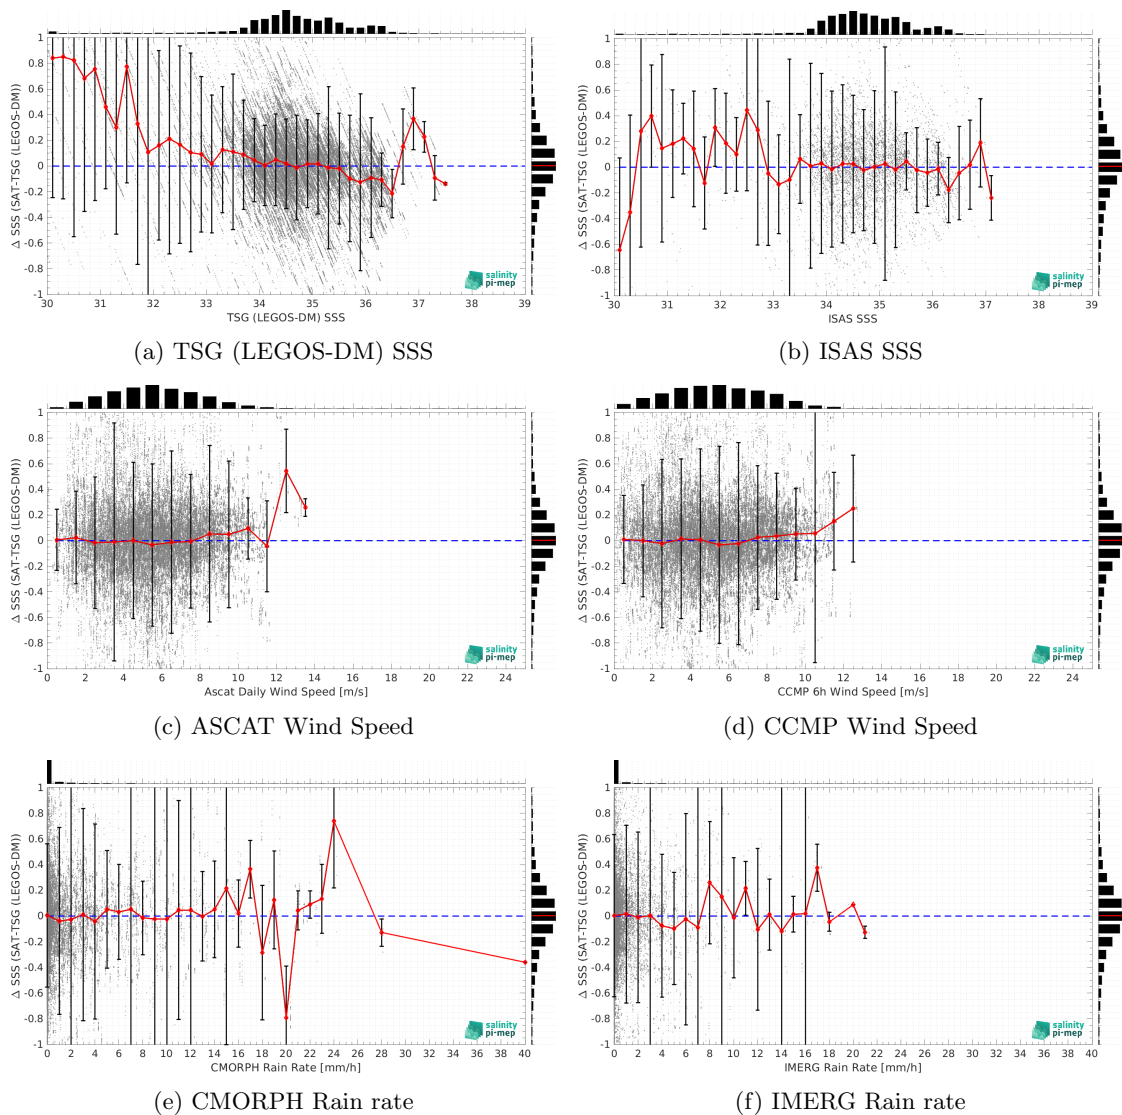 1
0.8
0.6
0.4
0.2
0
-0.2
-0.4
-0.6
-0.8
-1
Δ SSS (SAT-TSG (LEGOS-DM))
30 31 32 33 34 35 36 37 38 39
TSG (LEGOS-DM) SSS
salinity
pi-mep
(a) TSG (LEGOS-DM) SSS
1
0.8
0.6
0.4
0.2
0
-0.2
-0.4
-0.6
-0.8
-1
Δ SSS (SAT-TSG (LEGOS-DM))
30 31 32 33 34 35 36 37 38 39
ISAS SSS
salinity
pi-mep
(b) ISAS SSS
1
0.8
0.6
0.4
0.2
0
-0.2
-0.4
-0.6
-0.8
-1
Δ SSS (SAT-TSG (LEGOS-DM))
0 2 4 6 8 10 12 14 16 18 20 22 24
Ascat Daily Wind Speed [m/s]
salinity
pi-mep
(c) ASCAT Wind Speed
1
0.8
0.6
0.4
0.2
0
-0.2
-0.4
-0.6
-0.8
-1
Δ SSS (SAT-TSG (LEGOS-DM))
0 2 4 6 8 10 12 14 16 18 20 22 24
CCMP 6h Wind Speed [m/s]
salinity
pi-mep
(d) CCMP Wind Speed
1
0.8
0.6
0.4
0.2
0
-0.2
-0.4
-0.6
-0.8
-1
Δ SSS (SAT-TSG (LEGOS-DM))
0 2 4 6 8 10 12 14 16 18 20 22 24 26 28 30 32 34 36 38 40
CMORPH Rain Rate [mm/h]
salinity
pi-mep
(e) CMORPH Rain rate
1
0.8
0.6
0.4
0.2
0
-0.2
-0.4
-0.6
-0.8
-1
Δ SSS (SAT-TSG (LEGOS-DM))
0 2 4 6 8 10 12 14 16 18 20 22 24 26 28 30 32 34 36 38 40
IMERG Rain Rate [mm/h]
salinity
pi-mep
(f) IMERG Rain rate